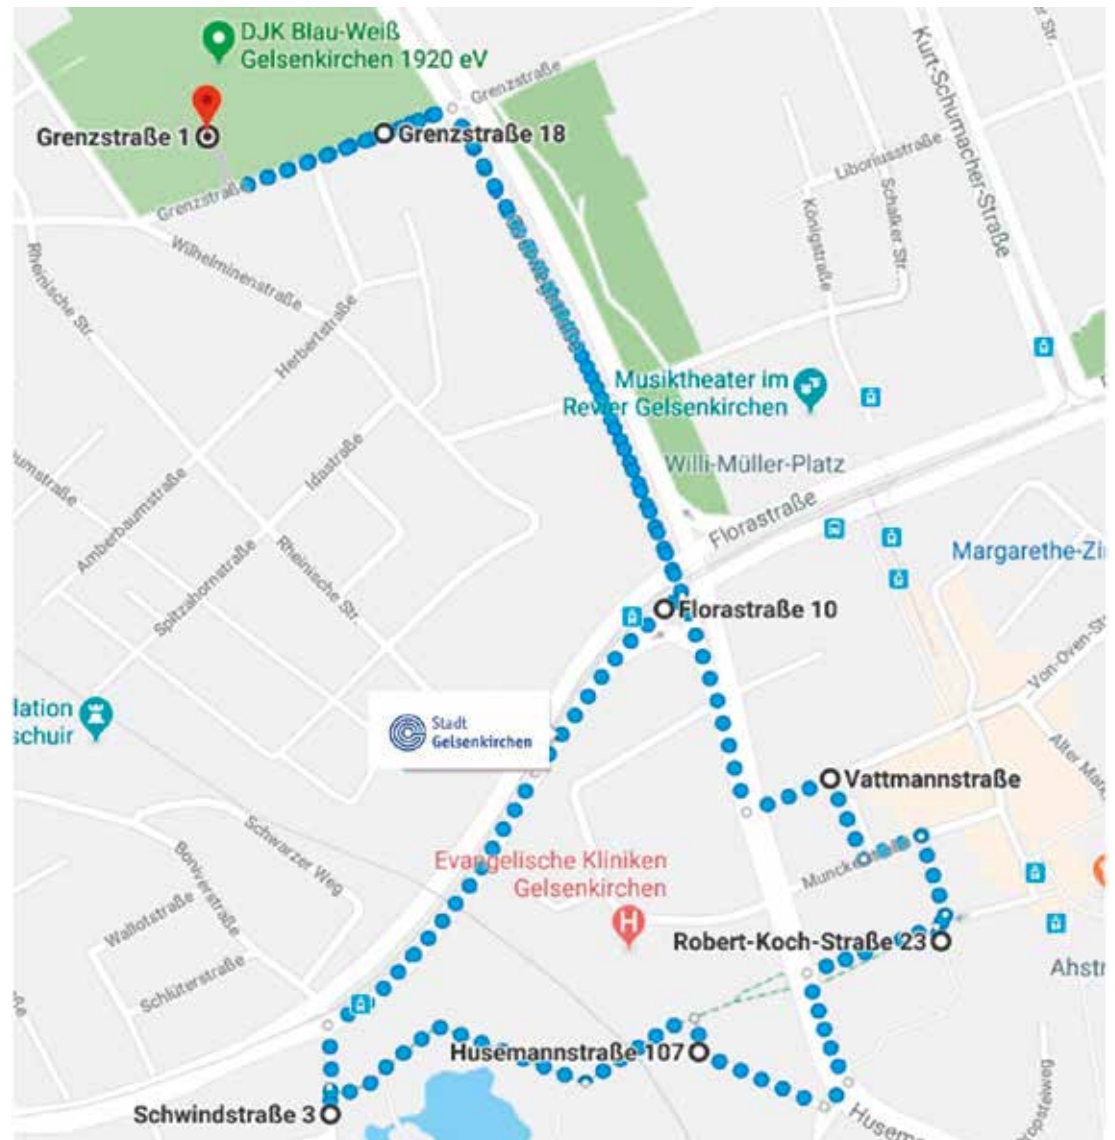 DJK Blau-Weiß
Gelsenkirchen 1920 eV
Grenzstraße
Grenzstraße 1
Grenzstraße 18
Kurt-Schumacher-Straße
Liboriusstraße
Schalker Str.
Königstraße
Grenzstraße
Wilhelminenstraße
Rheinische Str.
Herbertstraße
Musiktheater im
Revier Gelsenkirchen
Willi-Müller-Platz
Idastraße
Amberbaumstraße
Florastraße
Rheinische Str.
Spitzahornstraße
Margarethe-Zi
Florastraße 10
Von-Oven-St
lation
schuir
Stadt
Gelsenkirchen
Alter Mark
Vattmannstraße
Schwarzer Weg
Boniverstraße
Evangelische Kliniken
Gelsenkirchen
H
Wallotstraße
Robert-Koch-Straße 23
Schlüterstraße
Ahstr
Husemannstraße 107
Schwindstraße 3
Husem